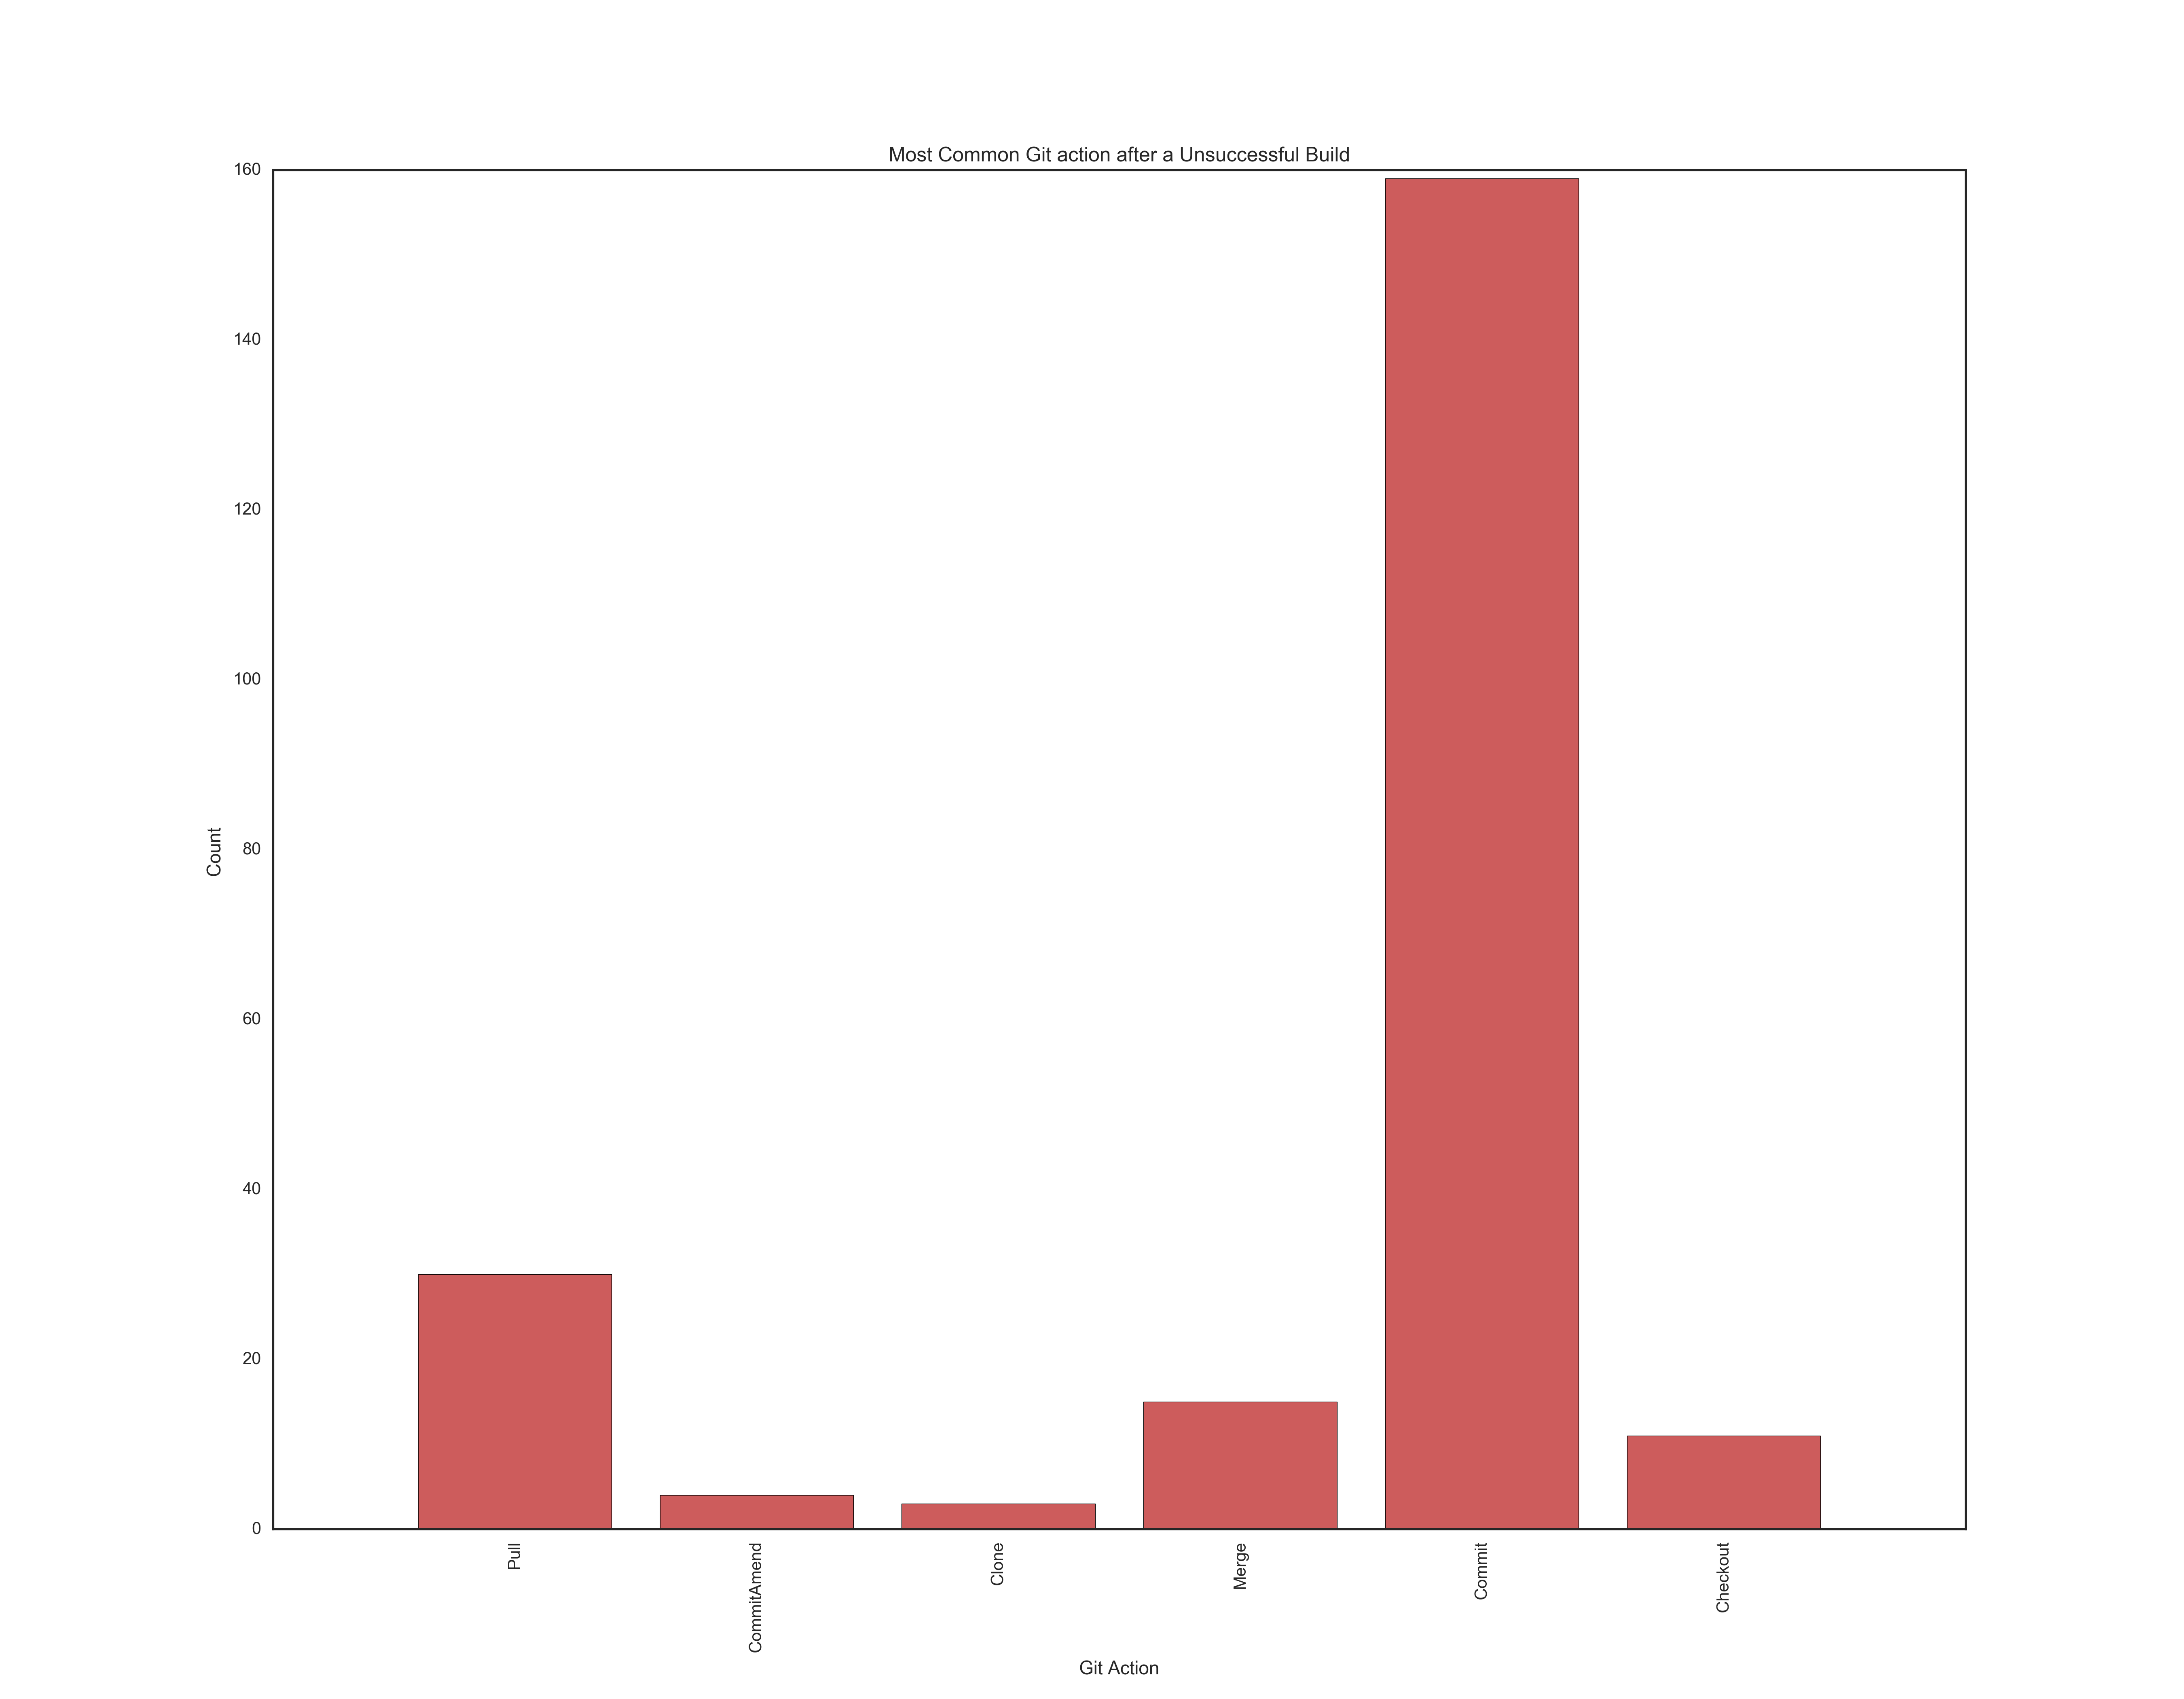 Most Common Git action after a Unsuccessful Build
160
140
120
100
80
60
40
20
0
Count
Pull
CommitAmend
Clone
Merge
Commit
Checkout
Git Action